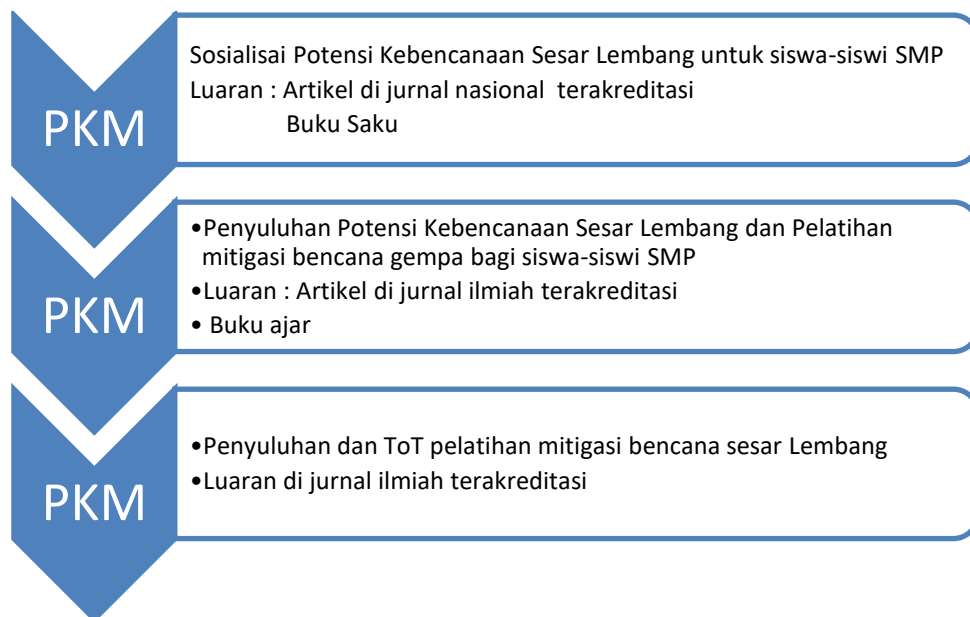 PKM
Sosialisai Potensi Kebencanaan Sesar Lembang untuk siswa-siswi SMP
Luaran : Artikel di jurnal nasional  terakreditasi
Buku Saku
PKM
•Penyuluhan Potensi Kebencanaan Sesar Lembang dan Pelatihan
mitigasi bencana gempa bagi siswa-siswi SMP
•Luaran : Artikel di jurnal ilmiah terakreditasi
• Buku ajar
PKM
•Penyuluhan dan ToT pelatihan mitigasi bencana sesar Lembang
•Luaran di jurnal ilmiah terakreditasi